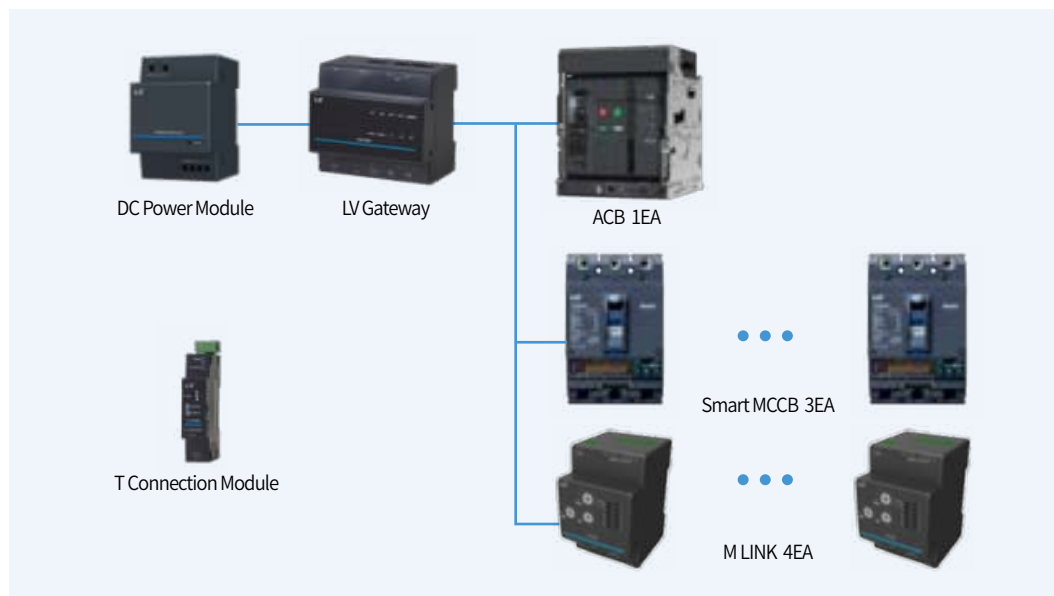 DC Power Module
LV Gateway
ACB 1EA
Smart MCCB 3EA
T Connection Module
M LINK 4EA